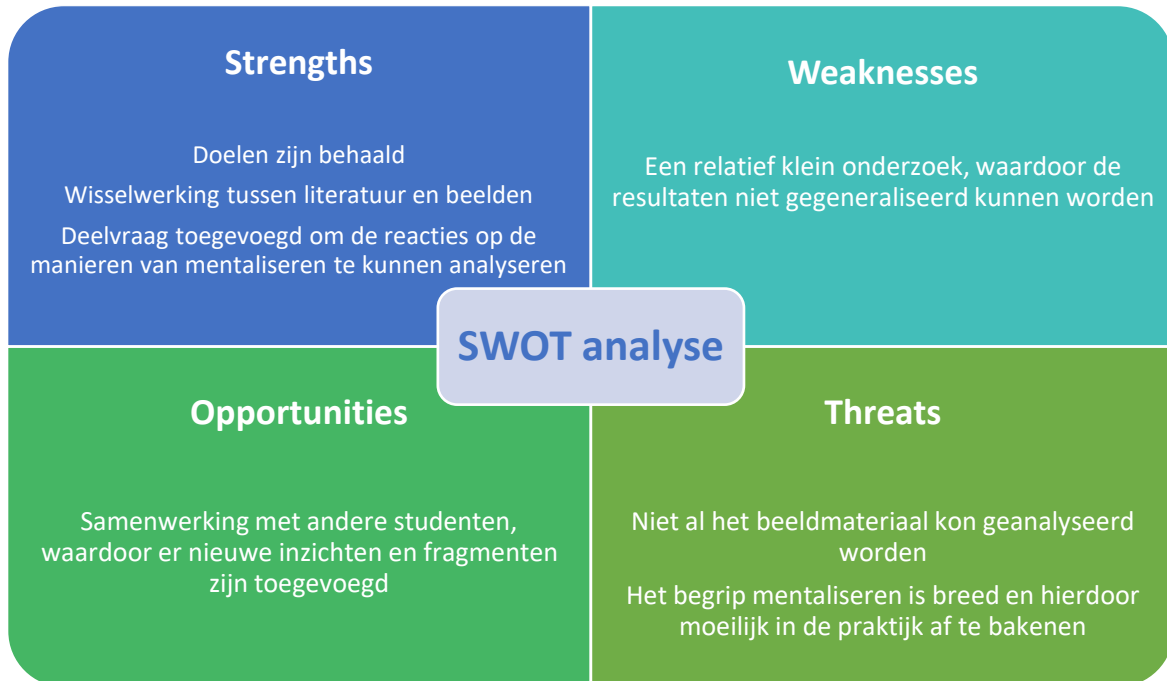 Strengths
Doelen zijn behaald
Wisselwerking tussen literatuur en beelden
Deelvraag toegevoegd om de reacties op de
manieren van mentaliseren te kunnen analyseren
Weaknesses
Een relatief klein onderzoek, waardoor de
resultaten niet gegeneraliseerd kunnen worden
SWOT analyse
Opportunities
Samenwerking met andere studenten,
waardoor er nieuwe inzichten en fragmenten
zijn toegevoegd
Threats
Niet al het beeldmateriaal kon geanalyseerd
worden
Het begrip mentaliseren is breed en hierdoor
moeilijk in de praktijk af te bakenen